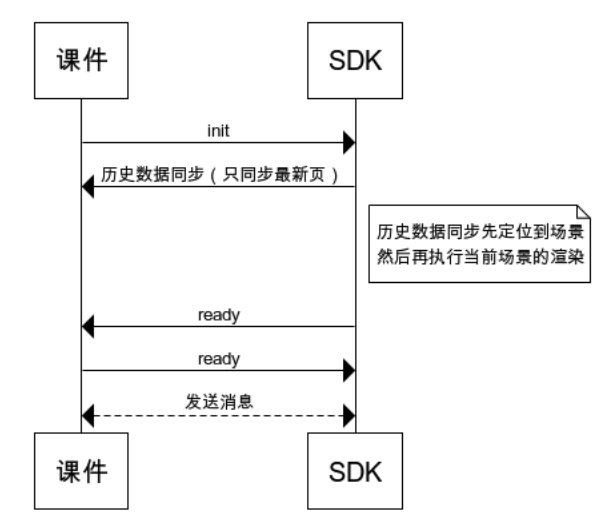 课件
SDK
init
历史数据同步（只同步最新页）
历史数据同步先定位到场景
然后再执行当前场景的渲染
ready
ready
发送消息
课件
SDK